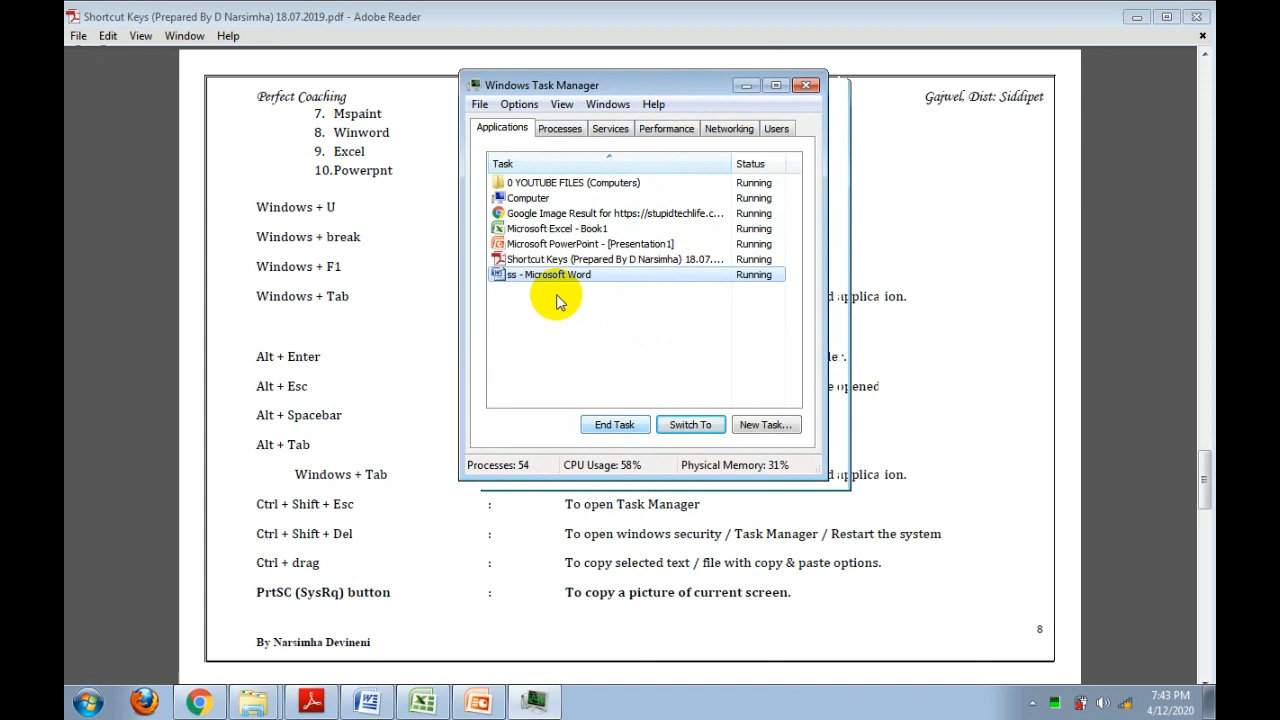 Shortcut Keys (Prepared By D Narsimha) 18.07.2019.pdf - Adobe Reader
File Edit View Window Help
Perfect Coaching
Gajwel, Dist: Siddipet
7. Mspaint
8. Winword
9. Excel
10.Powerpnt
Windows + U
Windows + break
Windows + F1
Windows + Tab
d application.
Alt + Enter
Alt + Esc
opened
Alt + Spacebar
Alt + Tab
Windows + Tab
d application.
Ctrl + Shift + Esc : To open Task Manager
Ctrl + Shift + Del : To open windows security / Task Manager / Restart the system
Ctrl + drag : To copy selected text / file with copy & paste options.
PrtSC (SysRq) button : To copy a picture of current screen.
8
By Narsimha Devineni
Windows Task Manager
File Options View Windows Help
Applications Processes Services Performance Networking Users
Task Status
0 YOUTUBE FILES (Computers) Running
Computer Running
Google Image Result for https://stupidtechlife.c... Running
Microsoft Excel - Book1 Running
Microsoft PowerPoint - [Presentation1] Running
Shortcut Keys (Prepared By D Narsimha) 18.07.... Running
ss - Microsoft Word Running
End Task Switch To New Task...
Processes: 54 CPU Usage: 58% Physical Memory: 31%
7:43 PM
4/12/2020